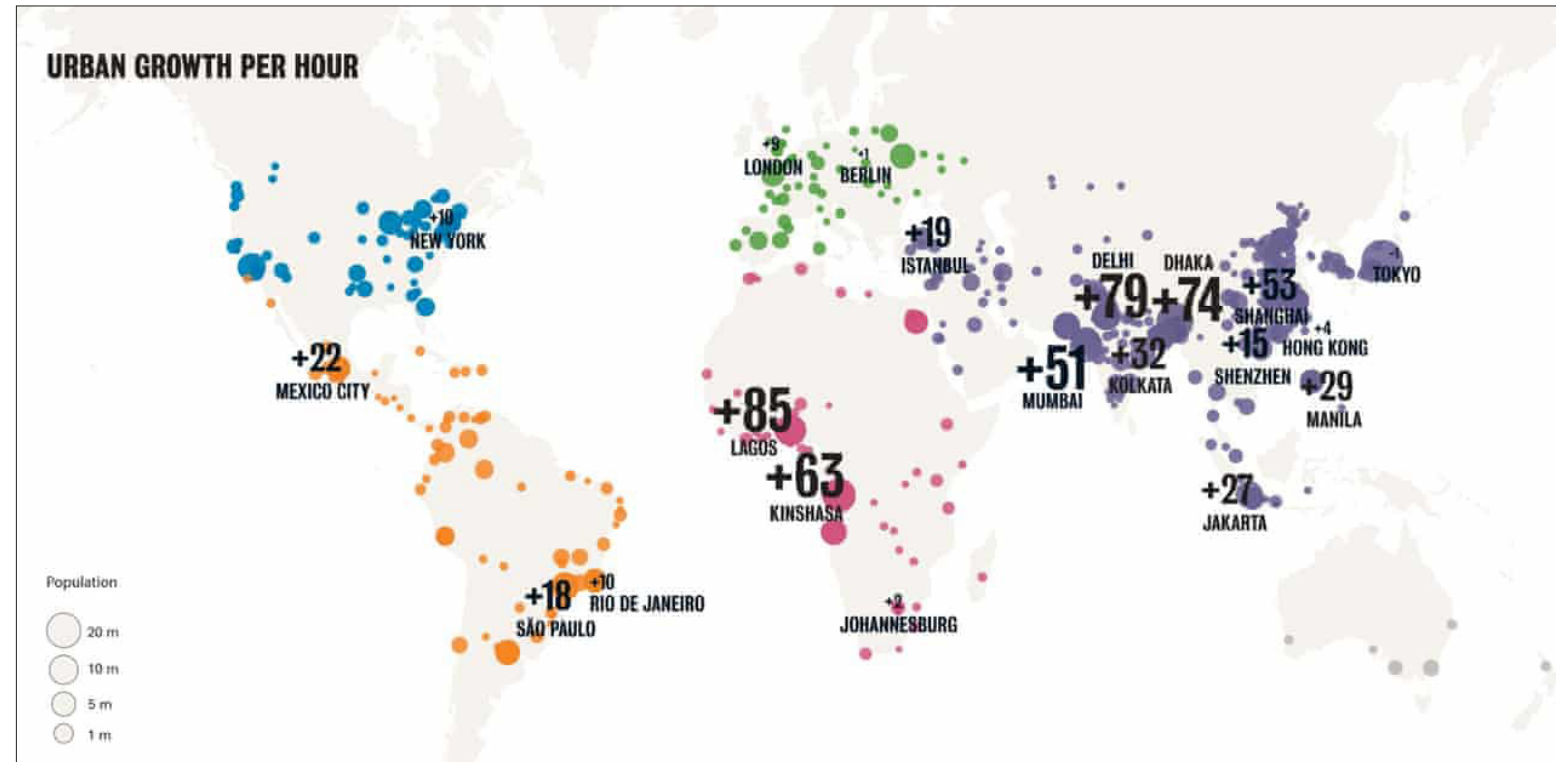 URBAN GROWTH PER HOUR
+9
LONDON
+1
BERLIN
+10
NEW YORK
+19
ISTANBUL
DELHI
+79
DHAKA
+74
+53
SHANGHAI
-1
TOKYO
+4
HONG KONG
+15
SHENZHEN
+22
MEXICO CITY
+51
MUMBAI
+32
KOLKATA
+29
MANILA
+85
LAGOS
+63
KINSHASA
+27
JAKARTA
+18
SÃO PAULO
+10
RIO DE JANEIRO
+2
JOHANNESBURG
Population
20 m
10 m
5 m
1 m